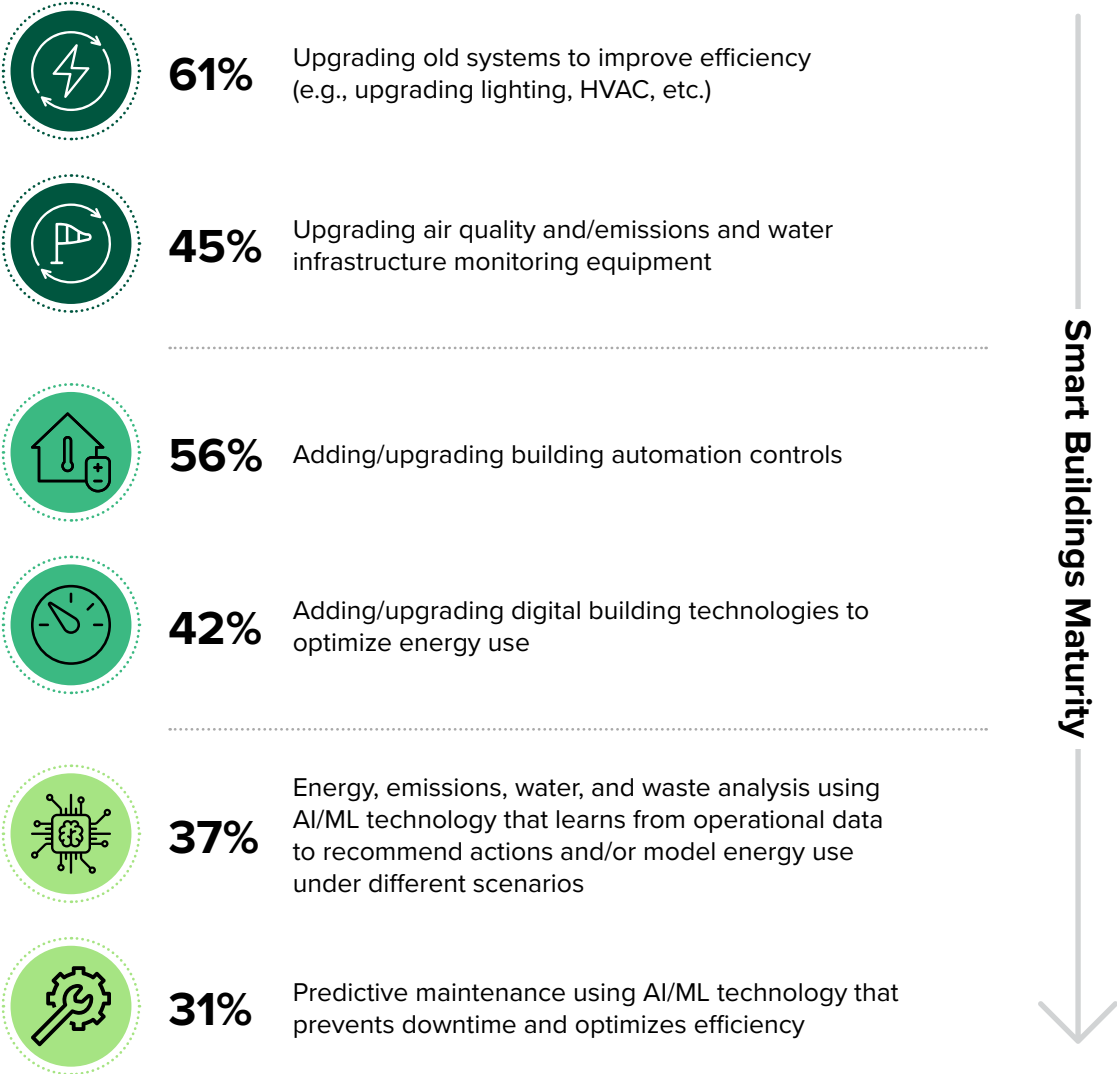 61%
Upgrading old systems to improve efficiency
(e.g., upgrading lighting, HVAC, etc.)
45%
Upgrading air quality and/emissions and water
infrastructure monitoring equipment
56%
Adding/upgrading building automation controls
42%
Adding/upgrading digital building technologies to
optimize energy use
37%
Energy, emissions, water, and waste analysis using
AI/ML technology that learns from operational data
to recommend actions and/or model energy use
under different scenarios
31%
Predictive maintenance using AI/ML technology that
prevents downtime and optimizes efficiency
Smart Buildings Maturity